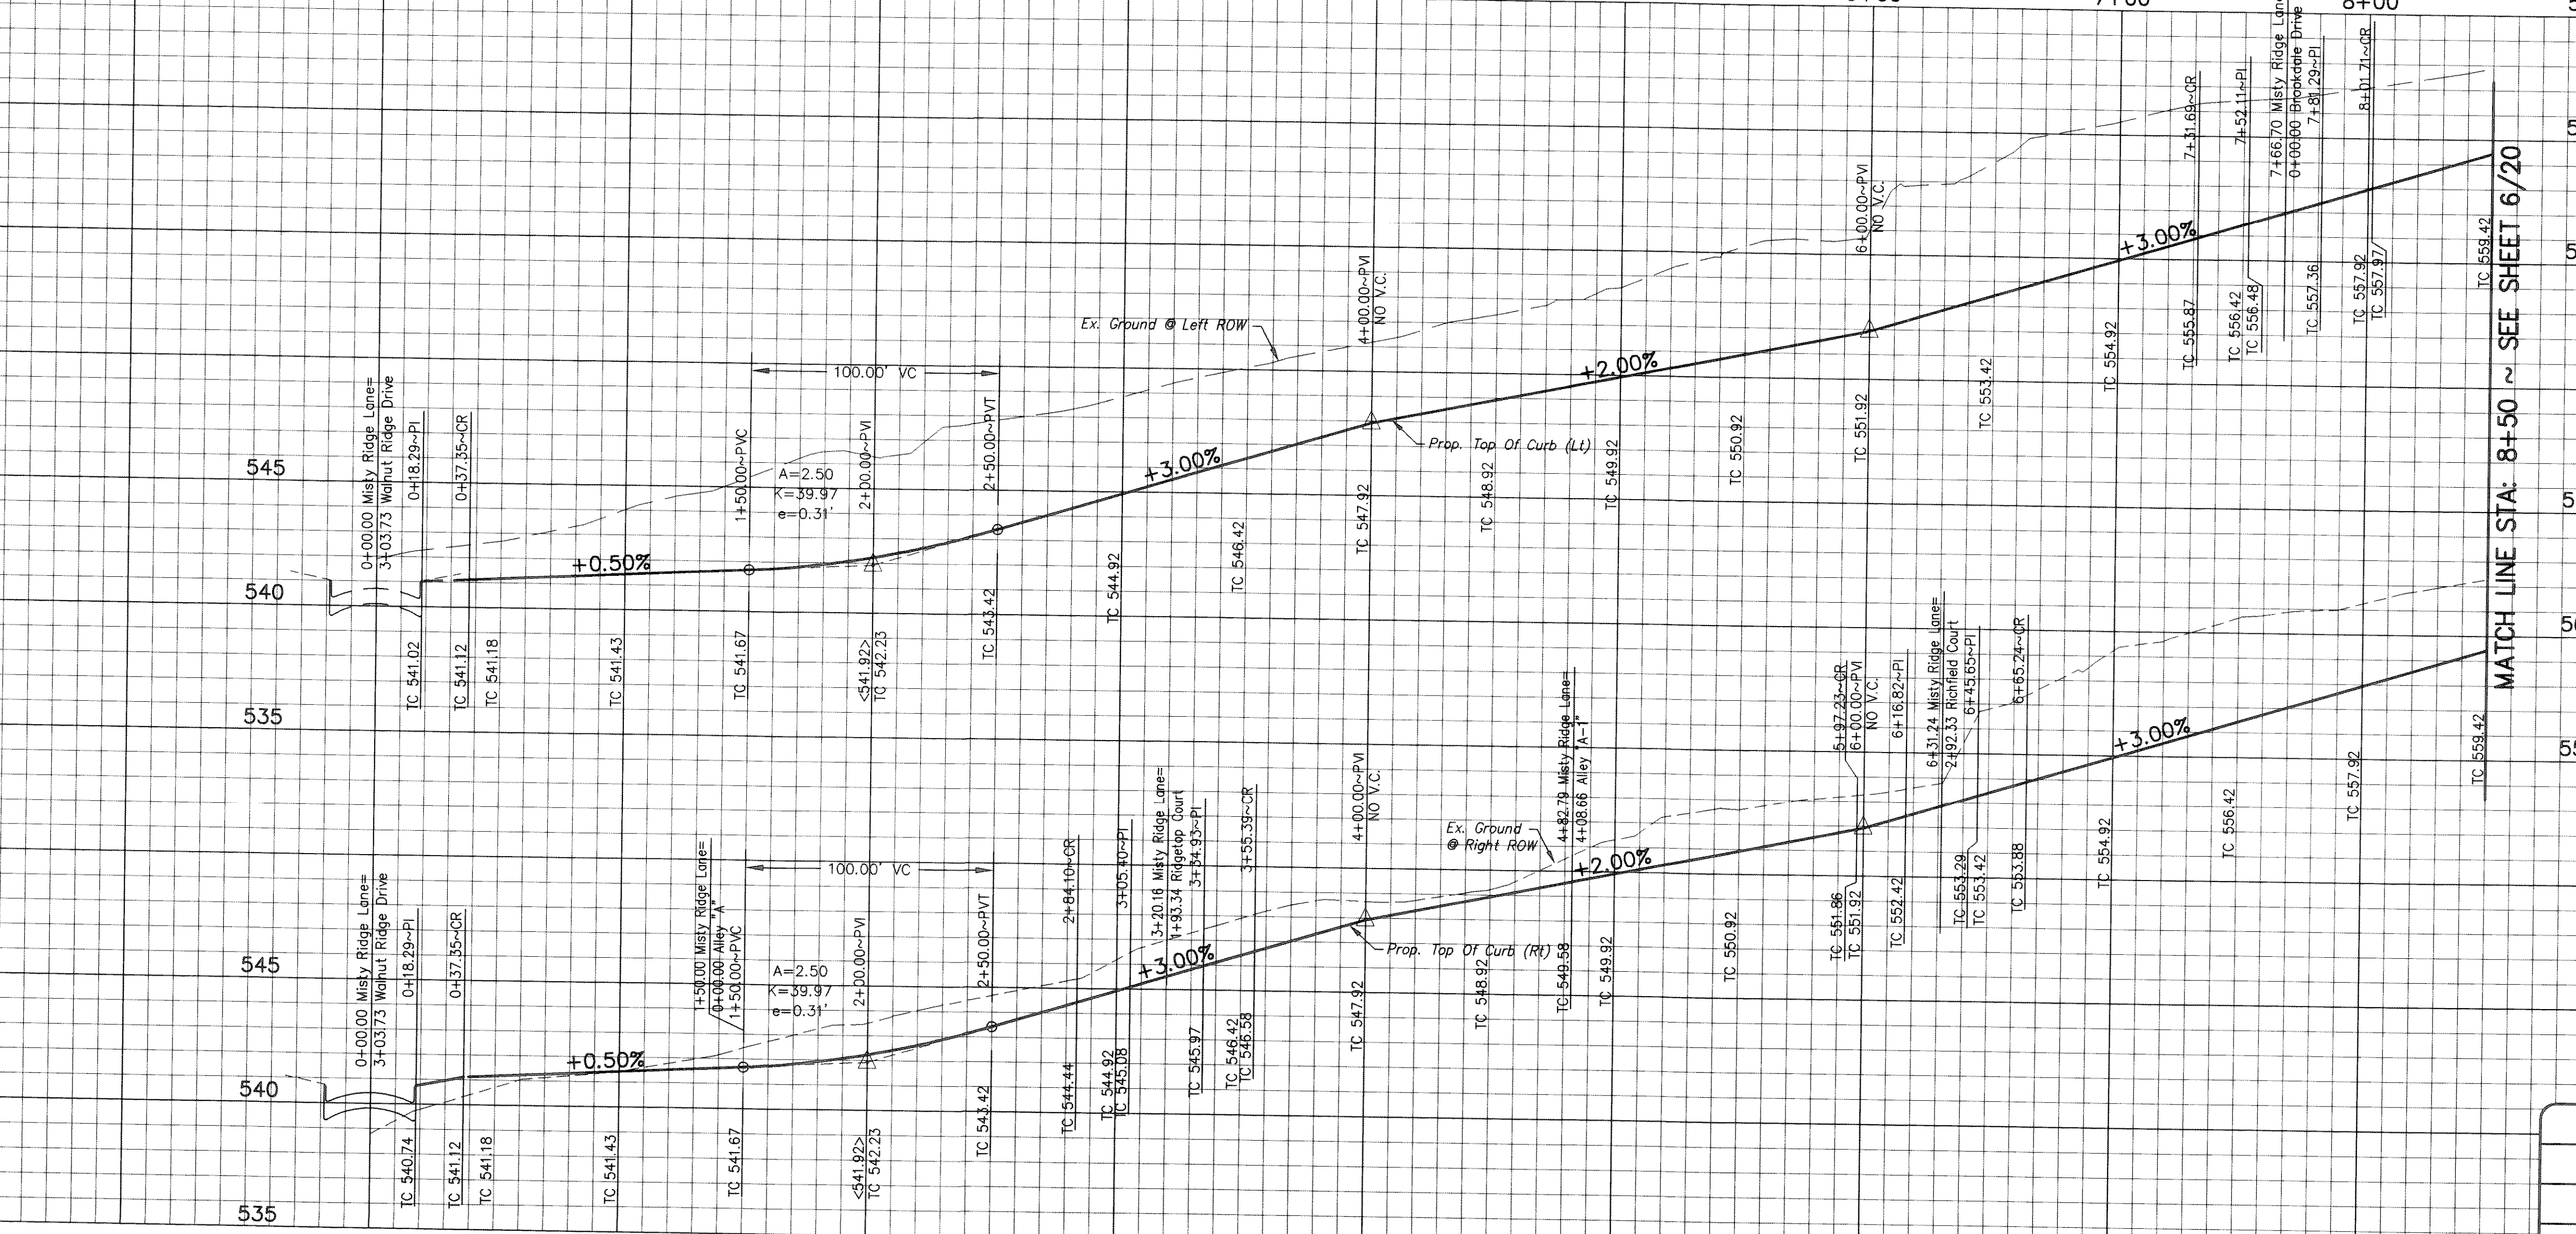 8+00
7+31.69~CR
7+52.11~PI
7+66.70 Misty Ridge Lane=
0+00.00 Brookdale Drive
7+81.29~PI
8+01.71~CR
6+00.00~PVI
NO V.C.
+3.00%
4+00.00~PVI
NO V.C.
Ex. Ground @ Left ROW
100.00' VC
+2.00%
0+00.00 Misty Ridge Lane=
3+03.73 Walnut Ridge Drive
0+18.29~PI
0+37.35~CR
1+50.00~PVC
A=2.50
K=39.97
e=0.31'
2+00.00~PVI
2+50.00~PVT
+3.00%
Prop. Top Of Curb (Lt)
545
+0.50%
540
535
TC 541.02
TC 541.12
TC 541.18
TC 541.43
TC 541.67
<541.92>
TC 542.23
TC 543.42
TC 544.92
TC 546.42
TC 547.92
TC 548.92
TC 549.92
TC 550.92
TC 551.92
TC 553.42
TC 554.92
TC 555.87
TC 556.42
TC 556.48
TC 557.36
TC 557.92
TC 557.97
TC 559.42
MATCH LINE STA: 8+50 ~ SEE SHEET 6/20
0+00.00 Misty Ridge Lane=
3+03.73 Walnut Ridge Drive
0+18.29~PI
0+37.35~CR
1+50.00 Misty Ridge Lane=
0+00.00 Alley "A"
1+50.00~PVC
100.00' VC
A=2.50
K=39.97
e=0.31'
2+00.00~PVI
2+50.00~PVT
2+84.10~CR
3+05.40~PI
3+20.16 Misty Ridge Lane=
1+93.34 Ridgetop Court
3+34.93~PI
3+55.39~CR
4+00.00~PVI
NO V.C.
Ex. Ground
@ Right ROW
4+82.79 Misty Ridge Lane=
4+08.66 Alley "A-1"
5+97.23~CR
6+00.00~PVI
NO V.C.
6+16.82~PI
6+31.24 Misty Ridge Lane=
2+92.33 Richfield Court
6+45.65~PI
6+65.24~CR
+3.00%
+2.00%
+3.00%
Prop. Top Of Curb (Rt)
545
+0.50%
540
535
TC 540.74
TC 541.12
TC 541.18
TC 541.43
TC 541.67
<541.92>
TC 542.23
TC 543.42
TC 544.44
TC 544.92
TC 545.08
TC 545.97
TC 546.42
TC 546.58
TC 547.92
TC 548.92
TC 549.58
TC 549.92
TC 550.92
TC 551.86
TC 551.92
TC 552.42
TC 553.29
TC 553.42
TC 553.88
TC 554.92
TC 556.42
TC 557.92
TC 559.42